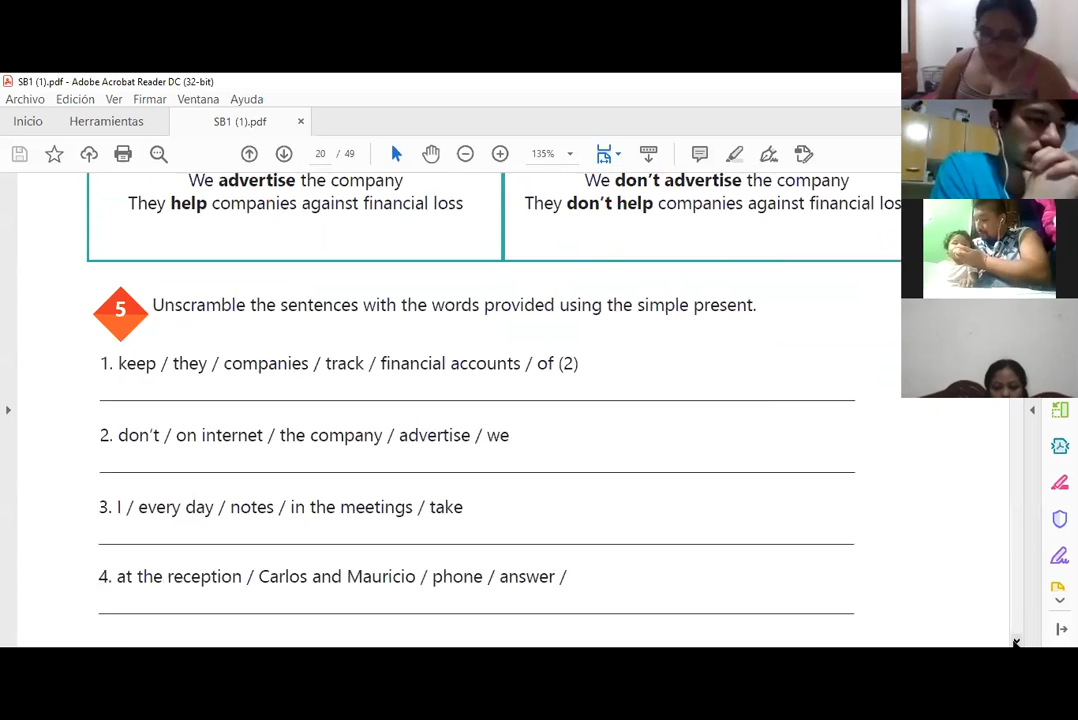 SB1 (1).pdf - Adobe Acrobat Reader DC (32-bit)
Archivo Edición Ver Firmar Ventana Ayuda
Inicio Herramientas SB1 (1).pdf ×
20 / 49 135%
We advertise the company
They help companies against financial loss
We don't advertise the company
They don't help companies against financial los
5 Unscramble the sentences with the words provided using the simple present.
1. keep / they / companies / track / financial accounts / of (2)
2. don't / on internet / the company / advertise / we
3. I / every day / notes / in the meetings / take
4. at the reception / Carlos and Mauricio / phone / answer /